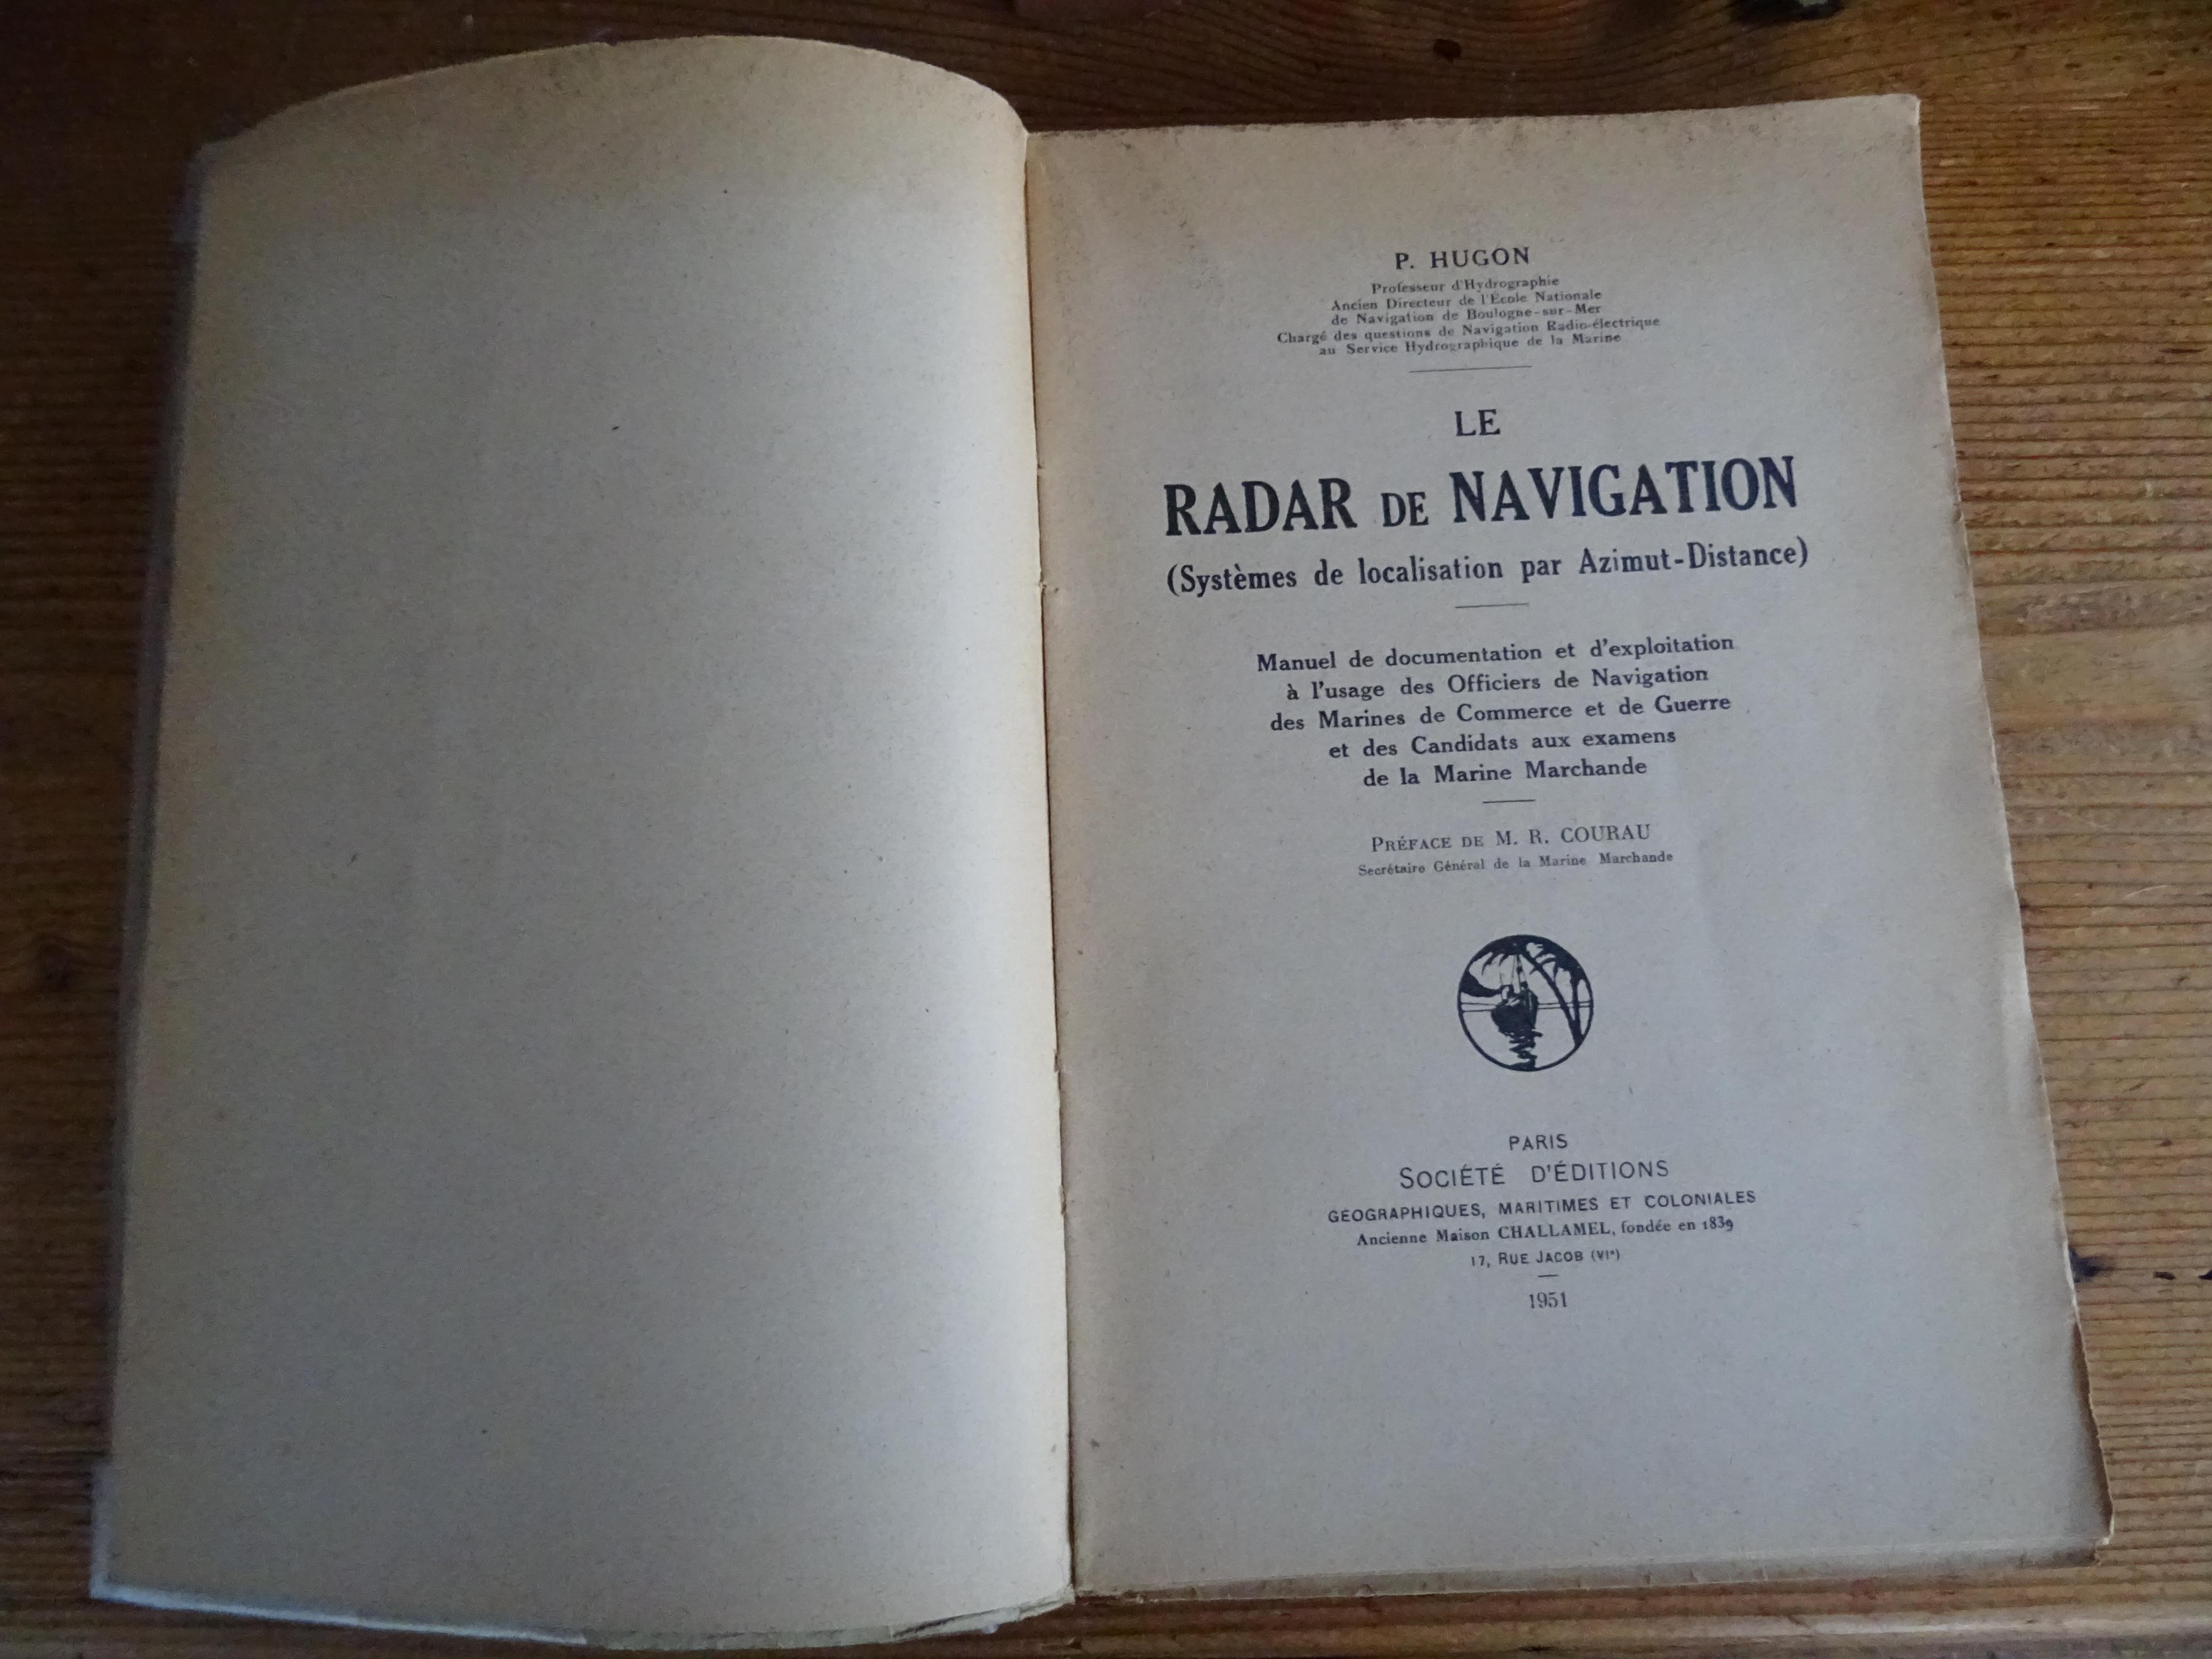 P. HUGON
Professeur d'Hydrographie
Ancien Directeur de l'École Nationale
de Navigation de Boulogne-sur-Mer
Chargé des questions de Navigation Radio-électrique
au Service Hydrographique de la Marine
LE
RADAR DE NAVIGATION
(Systèmes de localisation par Azimut-Distance)
Manuel de documentation et d'exploitation
à l'usage des Officiers de Navigation
des Marines de Commerce et de Guerre
et des Candidats aux examens
de la Marine Marchande
PRÉFACE DE M. R. COURAU
Secrétaire Général de la Marine Marchande
PARIS
SOCIÉTÉ D'ÉDITIONS
GÉOGRAPHIQUES, MARITIMES ET COLONIALES
Ancienne Maison CHALLAMEL, fondée en 1839
17, RUE JACOB (VIe)
1951